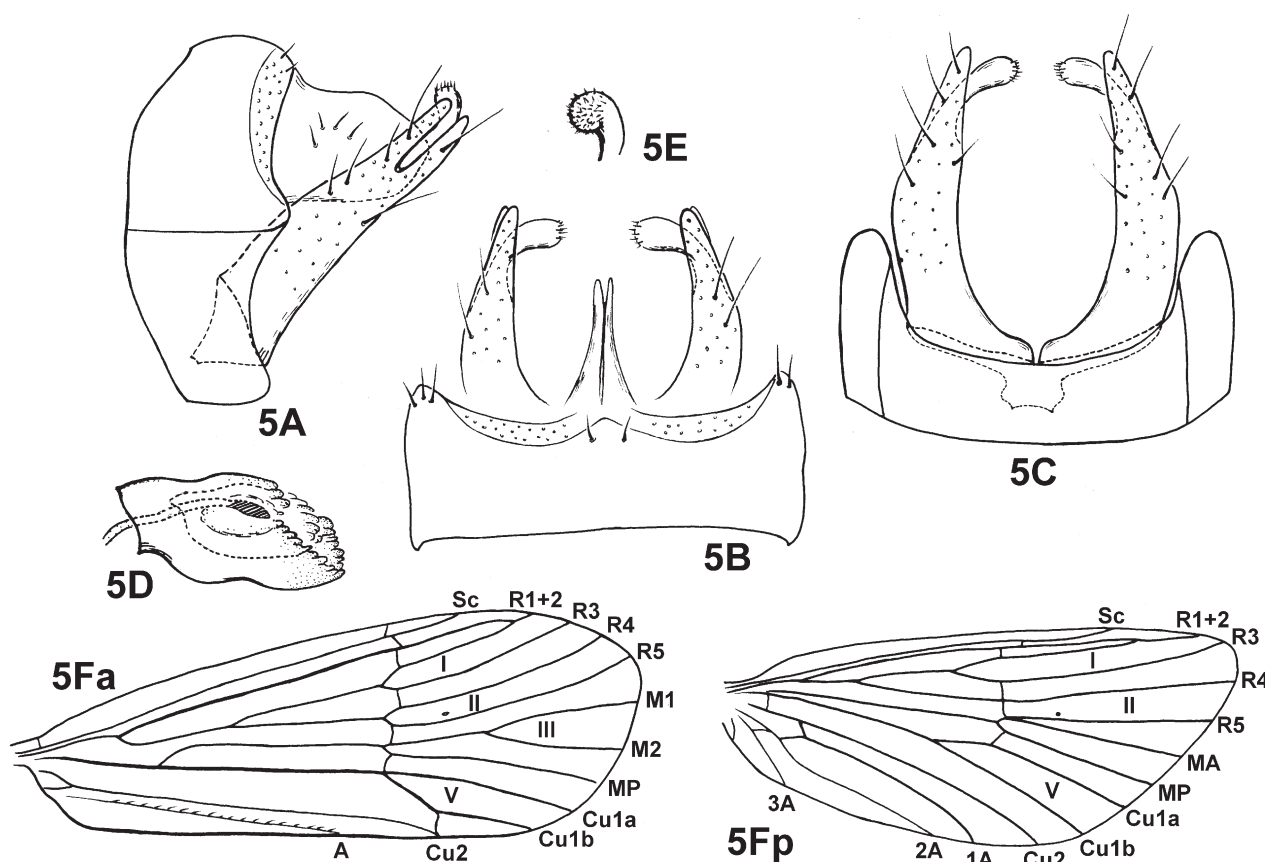 5A
5E
5C
5B
5D
5Fa
Sc
R1+2
R3
R4
R5
M1
M2
MP
Cu1a
Cu1b
Cu2
A
I
II
III
V
5Fp
Sc
R1+2
R3
R4
R5
MA
MP
Cu1a
Cu1b
Cu2
1A
2A
3A
I
II
V